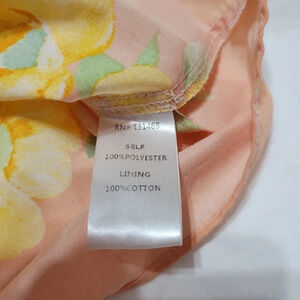 RN# 131468
SELF
100%POLYESTER
LINING
100%COTTON